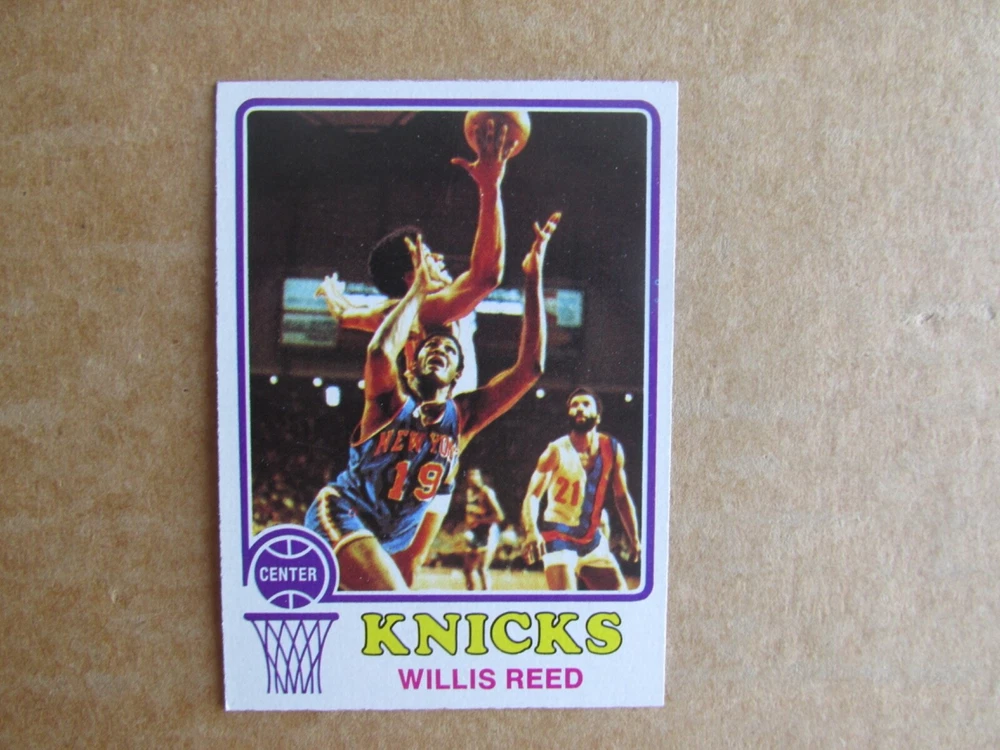 NEW YORK
19
21
CENTER
KNICKS
WILLIS REED